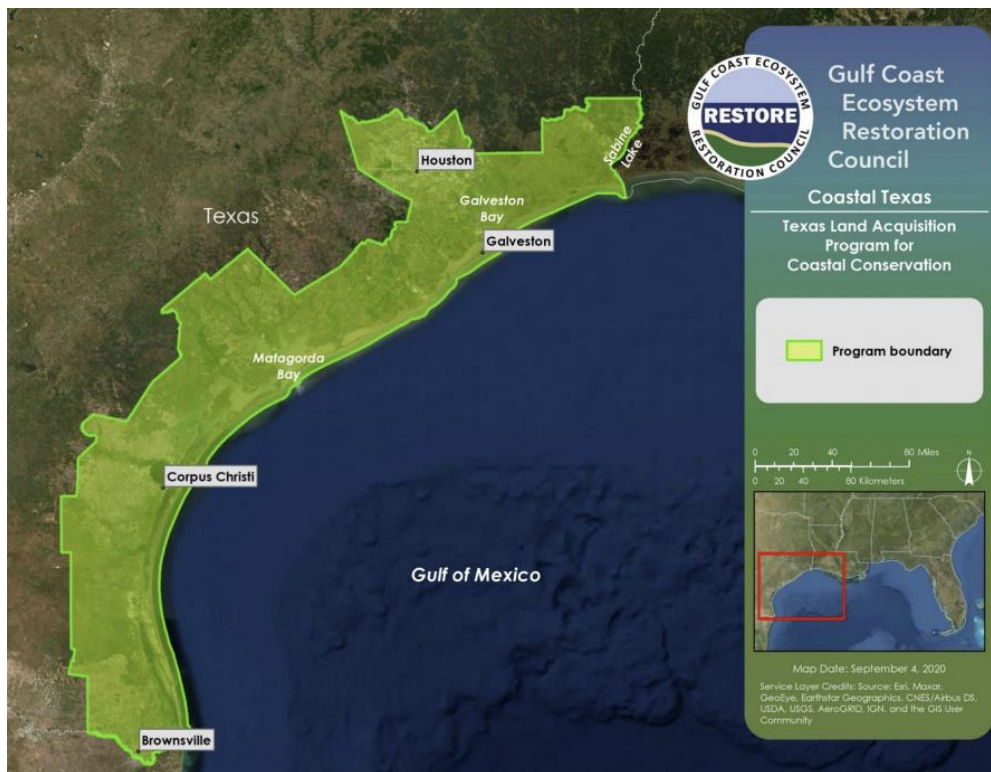 GULF COAST ECOSYSTEM
RESTORE
RESTORATION COUNCIL
Gulf Coast
Ecosystem
Restoration
Council
Coastal Texas
Texas Land Acquisition
Program for
Coastal Conservation
Program boundary
0 20 40 80 Miles
0 20 40 80 Kilometers
N
Map Date: September 4, 2020
Service Layer Credits: Source: Esri, Maxar,
GeoEye, Earthstar Geographics, CNES/Airbus DS,
USDA, USGS, AeroGRID, IGN, and the GIS User
Community
Sabine
Lake
Houston
Texas
Galveston
Bay
Galveston
Matagorda
Bay
Corpus Christi
Gulf of Mexico
Brownsville